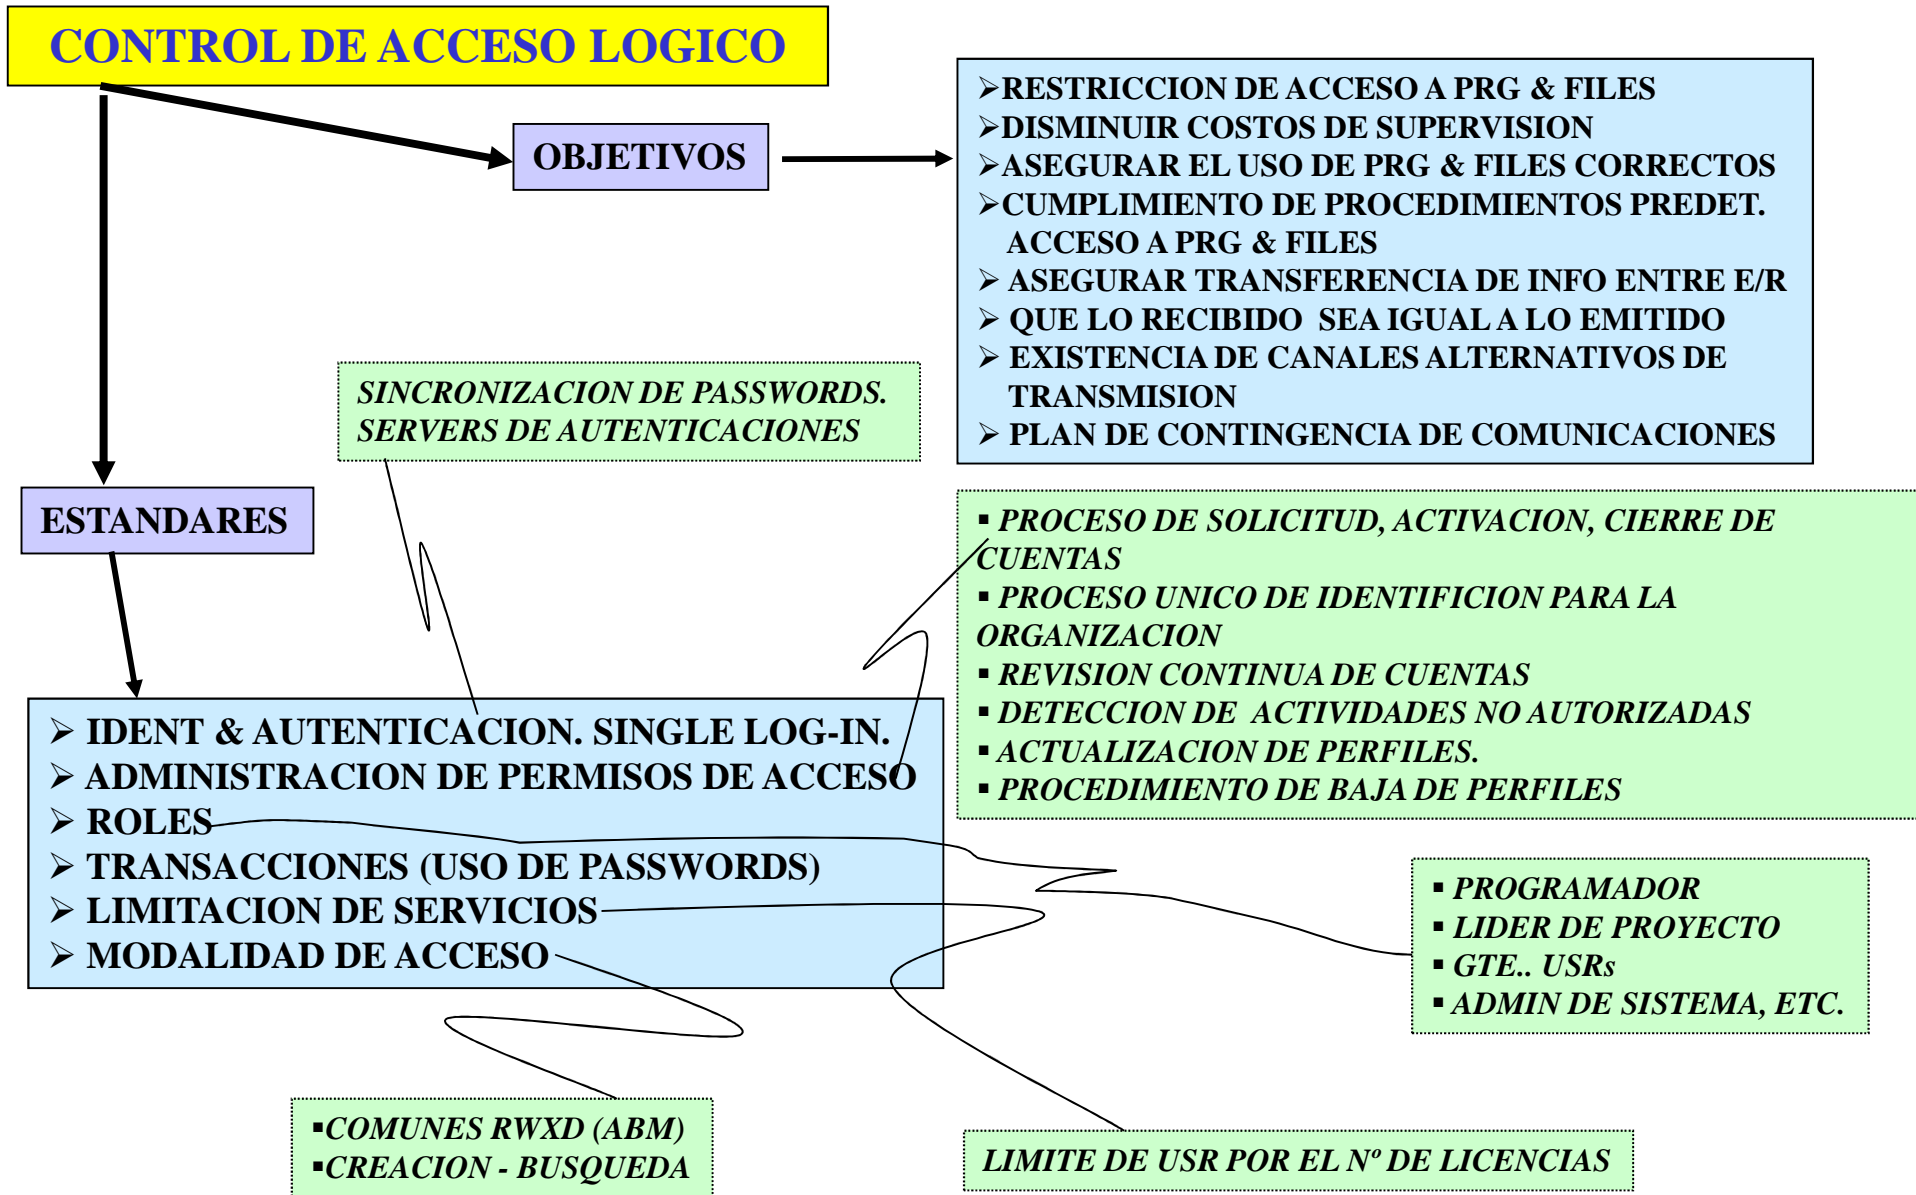 CONTROL DE ACCESO LOGICO
OBJETIVOS
➢RESTRICCION DE ACCESO A PRG & FILES
➢DISMINUIR COSTOS DE SUPERVISION
➢ASEGURAR EL USO DE PRG & FILES CORRECTOS
➢CUMPLIMIENTO DE PROCEDIMIENTOS PREDET.
ACCESO A PRG & FILES
➢ ASEGURAR TRANSFERENCIA DE INFO ENTRE E/R
➢ QUE LO RECIBIDO SEA IGUAL A LO EMITIDO
➢ EXISTENCIA DE CANALES ALTERNATIVOS DE
TRANSMISION
➢ PLAN DE CONTINGENCIA DE COMUNICACIONES
SINCRONIZACION DE PASSWORDS.
SERVERS DE AUTENTICACIONES
ESTANDARES
▪ PROCESO DE SOLICITUD, ACTIVACION, CIERRE DE
CUENTAS
▪ PROCESO UNICO DE IDENTIFICION PARA LA
ORGANIZACION
▪ REVISION CONTINUA DE CUENTAS
▪ DETECCION DE ACTIVIDADES NO AUTORIZADAS
▪ ACTUALIZACION DE PERFILES.
▪ PROCEDIMIENTO DE BAJA DE PERFILES
➢ IDENT & AUTENTICACION. SINGLE LOG-IN.
➢ ADMINISTRACION DE PERMISOS DE ACCESO
➢ ROLES
➢ TRANSACCIONES (USO DE PASSWORDS)
➢ LIMITACION DE SERVICIOS
➢ MODALIDAD DE ACCESO
▪ PROGRAMADOR
▪ LIDER DE PROYECTO
▪ GTE.. USRs
▪ ADMIN DE SISTEMA, ETC.
▪COMUNES RWXD (ABM)
▪CREACION - BUSQUEDA
LIMITE DE USR POR EL Nº DE LICENCIAS